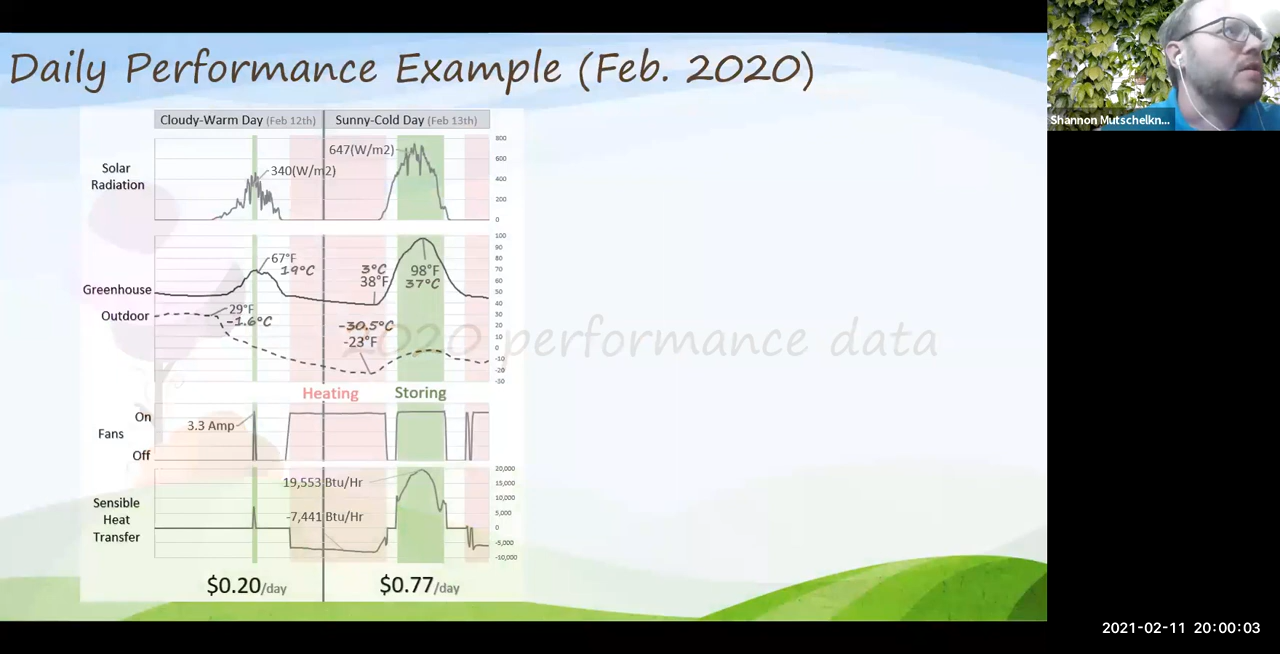 Daily Performance Example (Feb. 2020)
Shannon Mutschelkn...
Cloudy-Warm Day (Feb 12th) Sunny-Cold Day (Feb 13th)
Solar
Radiation
340(W/m2)
647(W/m2)
800
600
400
200
0
Greenhouse
Outdoor
67°F
19°C
29°F
-1.6°C
3°C
38°F
98°F
37°C
-30.5°C
-23°F
100
90
80
70
60
50
40
30
20
10
0
-10
-20
-30
2020 performance data
Heating Storing
On
Fans
Off
3.3 Amp
Sensible
Heat
Transfer
19,553 Btu/Hr
-7,441 Btu/Hr
20,000
15,000
10,000
5,000
0
-5,000
-10,000
$0.20/day $0.77/day
2021-02-11 20:00:03